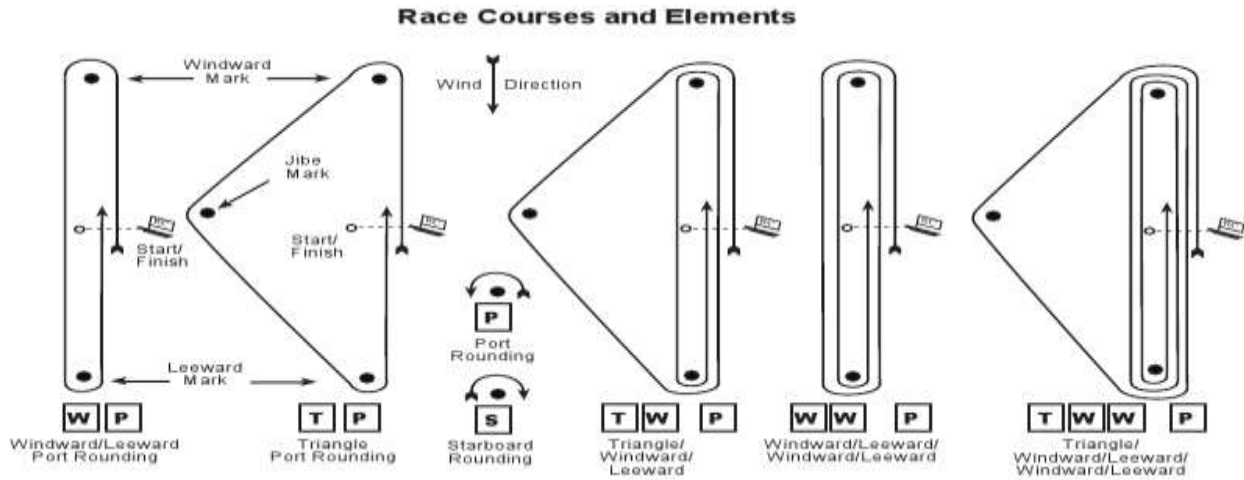 Race Courses and Elements
Windward
Mark
Wind
Direction
Jibe
Mark
Start/
Finish
Start/
Finish
P
Port
Rounding
Leeward
Mark
S
Starboard
Rounding
W P
Windward/Leeward
Port Rounding
T P
Triangle
Port Rounding
T W P
Triangle/
Windward/
Leeward
W W P
Windward/Leeward/
Windward/Leeward
T W W P
Triangle/
Windward/Leeward/
Windward/Leeward